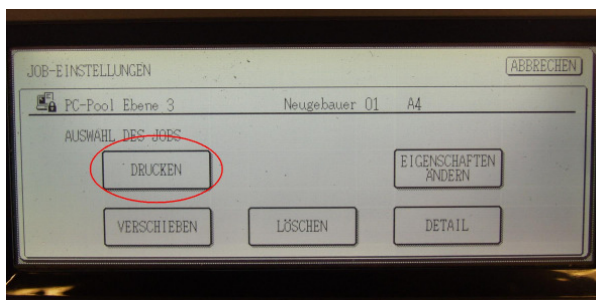 JOB-EINSTELLUNGEN ABBRECHEN
PC-Pool Ebene 3 Neugebauer 01 A4
AUSWAHL DES JOBS
DRUCKEN EIGENSCHAFTEN
ÄNDERN
VERSCHIEBEN LÖSCHEN DETAIL